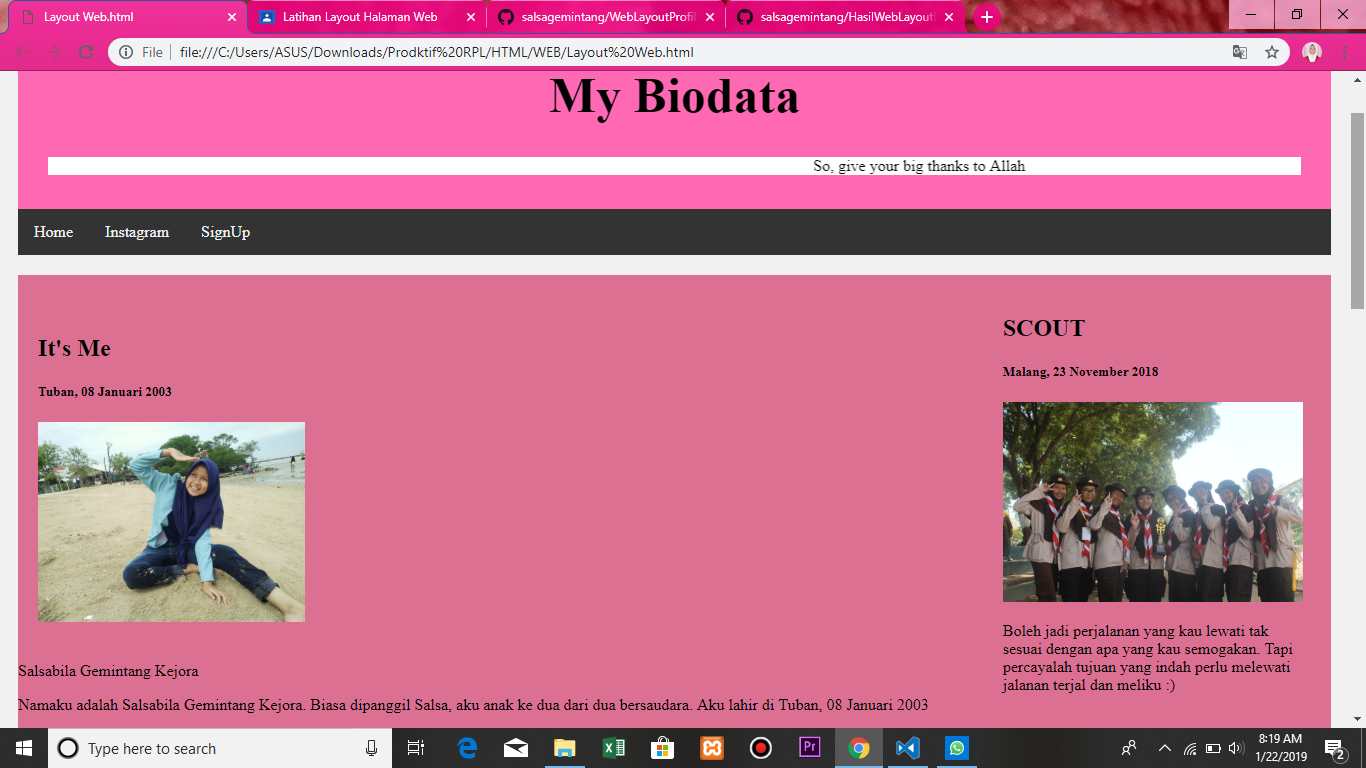 Layout Web.html
Latihan Layout Halaman Web
salsagemintang/WebLayoutProfil
salsagemintang/HasilWebLayout
File
file:///C:/Users/ASUS/Downloads/Prodktif%20RPL/HTML/WEB/Layout%20Web.html
My Biodata
So, give your big thanks to Allah
Home Instagram SignUp
It's Me
Tuban, 08 Januari 2003
Salsabila Gemintang Kejora
Namaku adalah Salsabila Gemintang Kejora. Biasa dipanggil Salsa, aku anak ke dua dari dua bersaudara. Aku lahir di Tuban, 08 Januari 2003
SCOUT
Malang, 23 November 2018
Boleh jadi perjalanan yang kau lewati tak
sesuai dengan apa yang kau semogakan. Tapi
percayalah tujuan yang indah perlu melewati
jalanan terjal dan meliku :)
Type here to search
Pr
8:19 AM
1/22/2019
2